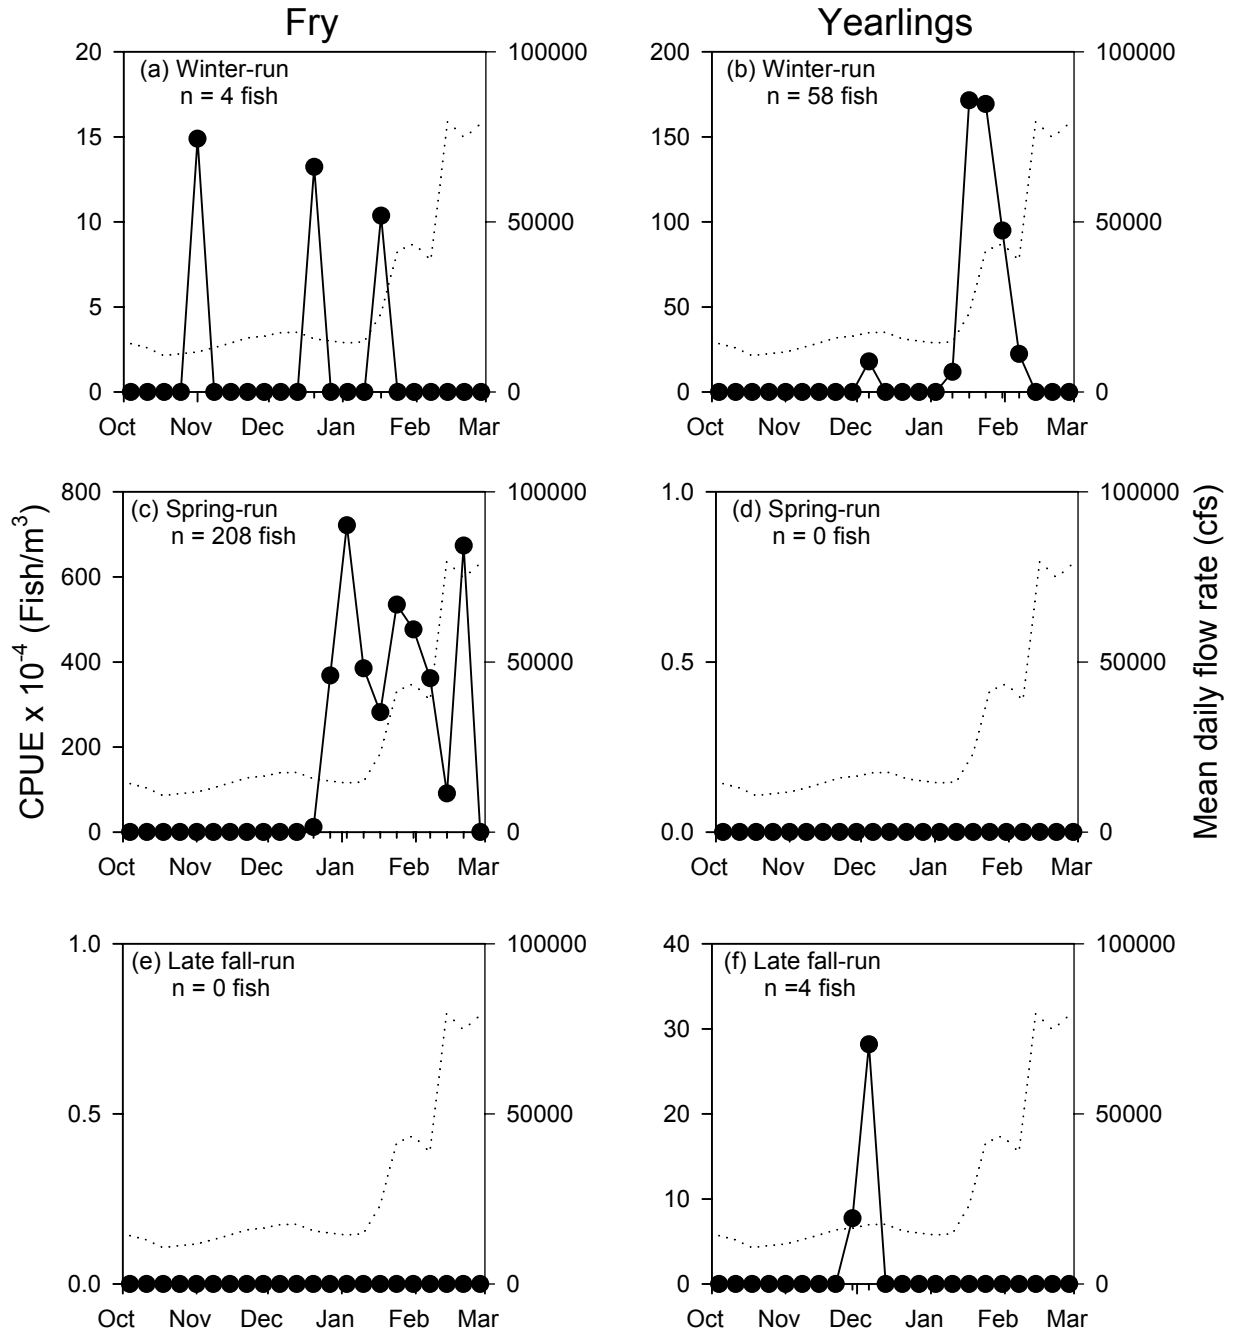 Fry
Yearlings
20
15
10
5
0
(a) Winter-run
n = 4 fish
100000
50000
0
Oct Nov Dec Jan Feb Mar
200
150
100
50
0
(b) Winter-run
n = 58 fish
100000
50000
0
Oct Nov Dec Jan Feb Mar
CPUE x 10⁻⁴ (Fish/m³)
800
600
400
200
0
(c) Spring-run
n = 208 fish
100000
50000
0
Oct Nov Dec Jan Feb Mar
1.0
0.5
0.0
(d) Spring-run
n = 0 fish
100000
50000
0
Oct Nov Dec Jan Feb Mar
Mean daily flow rate (cfs)
1.0
0.5
0.0
(e) Late fall-run
n = 0 fish
100000
50000
0
Oct Nov Dec Jan Feb Mar
40
30
20
10
0
(f) Late fall-run
n =4 fish
100000
50000
0
Oct Nov Dec Jan Feb Mar